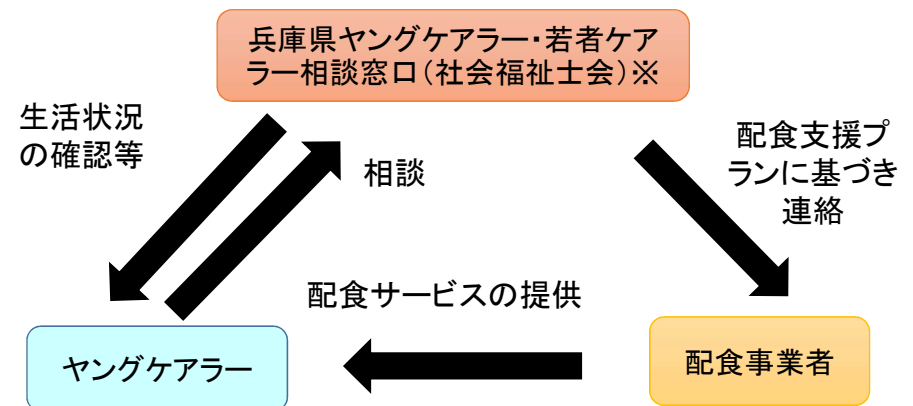 兵庫県ヤングケアラー・若者ケア
ラー相談窓口（社会福祉士会）※
生活状況
の確認等
相談
配食支援プ
ランに基づき
連絡
配食サービスの提供
ヤングケアラー
配食事業者